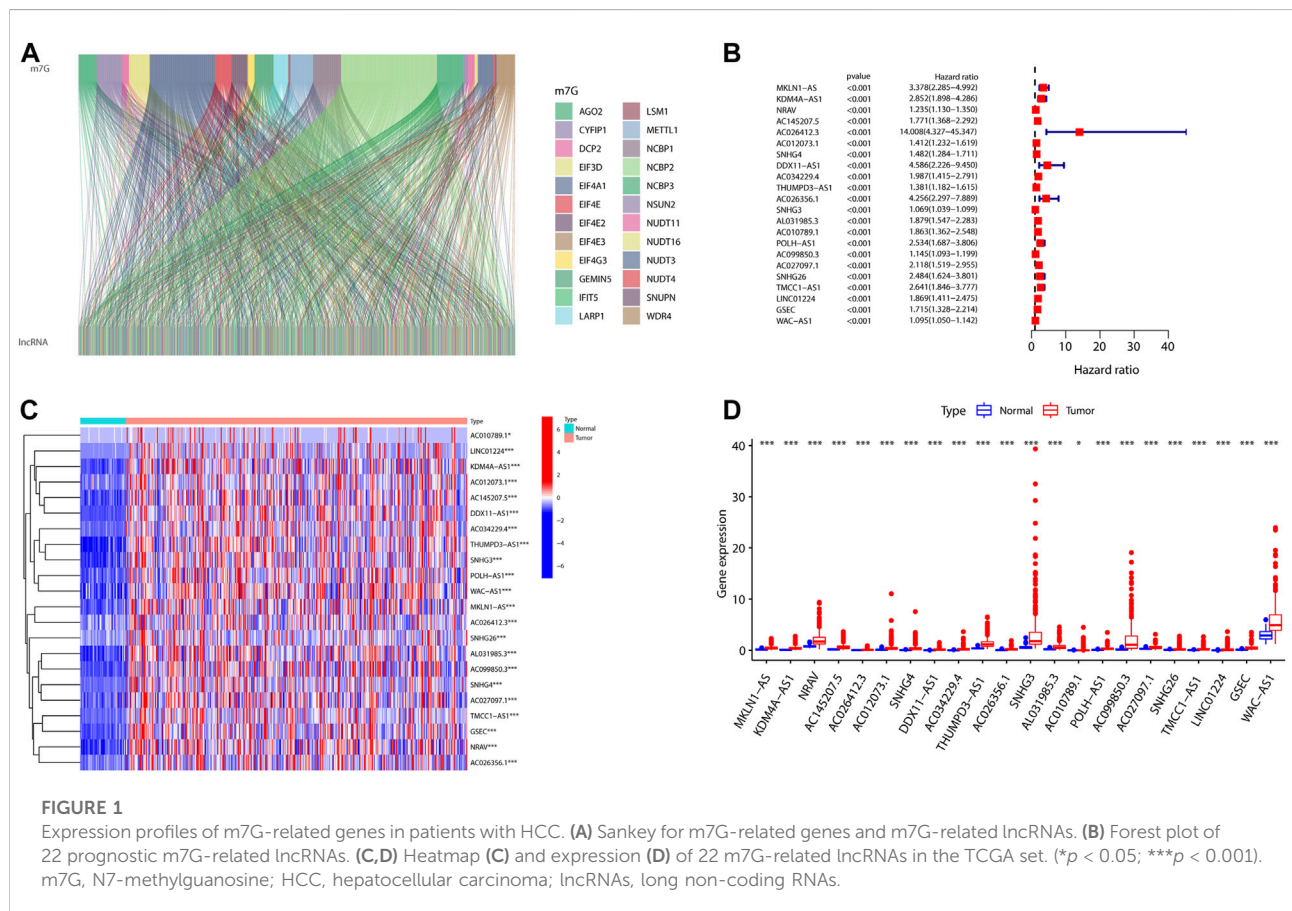 A
m7G
lncRNA
m7G
AGO2 LSM1
CYFIP1 METTL1
DCP2 NCBP1
EIF3D NCBP2
EIF4A1 NCBP3
EIF4E NSUN2
EIF4E2 NUDT11
EIF4E3 NUDT16
EIF4G3 NUDT3
GEMIN5 NUDT4
IFIT5 SNUPN
LARP1 WDR4
B
pvalue Hazard ratio
MKLN1−AS <0.001 3.378(2.285−4.992)
KDM4A−AS1 <0.001 2.852(1.898−4.286)
NRAV <0.001 1.235(1.130−1.350)
AC145207.5 <0.001 1.771(1.368−2.292)
AC026412.3 <0.001 14.008(4.327−45.347)
AC012073.1 <0.001 1.412(1.232−1.619)
SNHG4 <0.001 1.482(1.284−1.711)
DDX11−AS1 <0.001 4.586(2.226−9.450)
AC034229.4 <0.001 1.987(1.415−2.791)
THUMPD3−AS1 <0.001 1.381(1.182−1.615)
AC026356.1 <0.001 4.256(2.297−7.889)
SNHG3 <0.001 1.069(1.039−1.099)
AL031985.3 <0.001 1.879(1.547−2.283)
AC010789.1 <0.001 1.863(1.362−2.548)
POLH−AS1 <0.001 2.534(1.687−3.806)
AC099850.3 <0.001 1.145(1.093−1.199)
AC027097.1 <0.001 2.118(1.519−2.955)
SNHG26 <0.001 2.484(1.624−3.801)
TMCC1−AS1 <0.001 2.641(1.846−3.777)
LINC01224 <0.001 1.869(1.411−2.475)
GSEC <0.001 1.715(1.328−2.214)
WAC−AS1 <0.001 1.095(1.050−1.142)
0 10 20 30 40
Hazard ratio
C
Type
AC010789.1*
LINC01224***
KDM4A−AS1***
AC012073.1***
AC145207.5***
DDX11−AS1***
AC034229.4***
THUMPD3−AS1***
SNHG3***
POLH−AS1***
WAC−AS1***
MKLN1−AS***
AC026412.3***
SNHG26***
AL031985.3***
AC099850.3***
SNHG4***
AC027097.1***
TMCC1−AS1***
GSEC***
NRAV***
AC026356.1***
6
4
2
0
−2
−4
−6
Type
Normal
Tumor
D
Type Normal Tumor
*** *** *** *** *** *** *** *** *** *** *** *** *** * *** *** *** *** *** *** *** ***
Gene expression
40
30
20
10
0
MKLN1−AS
KDM4A−AS1
NRAV
AC145207.5
AC026412.3
AC012073.1
SNHG4
DDX11−AS1
AC034229.4
THUMPD3−AS1
AC026356.1
SNHG3
AL031985.3
AC010789.1
POLH−AS1
AC099850.3
AC027097.1
SNHG26
TMCC1−AS1
LINC01224
GSEC
WAC−AS1
FIGURE 1
Expression profiles of m7G-related genes in patients with HCC. (A) Sankey for m7G-related genes and m7G-related lncRNAs. (B) Forest plot of
22 prognostic m7G-related lncRNAs. (C,D) Heatmap (C) and expression (D) of 22 m7G-related lncRNAs in the TCGA set. (*p < 0.05; ***p < 0.001).
m7G, N7-methylguanosine; HCC, hepatocellular carcinoma; lncRNAs, long non-coding RNAs.